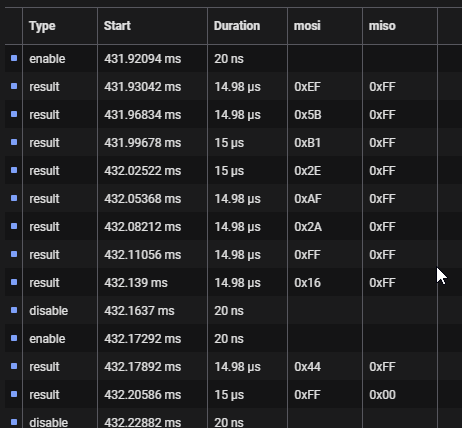 Type Start Duration mosi miso
enable 431.92094 ms 20 ns
result 431.93042 ms 14.98 µs 0xEF 0xFF
result 431.96834 ms 14.98 µs 0x5B 0xFF
result 431.99678 ms 15 µs 0xB1 0xFF
result 432.02522 ms 15 µs 0x2E 0xFF
result 432.05368 ms 14.98 µs 0xAF 0xFF
result 432.08212 ms 14.98 µs 0x2A 0xFF
result 432.11056 ms 14.98 µs 0xFF 0xFF
result 432.139 ms 14.98 µs 0x16 0xFF
disable 432.1637 ms 20 ns
enable 432.17292 ms 20 ns
result 432.17892 ms 14.98 µs 0x44 0xFF
result 432.20586 ms 15 µs 0xFF 0x00
disable 432.22882 ms 20 ns